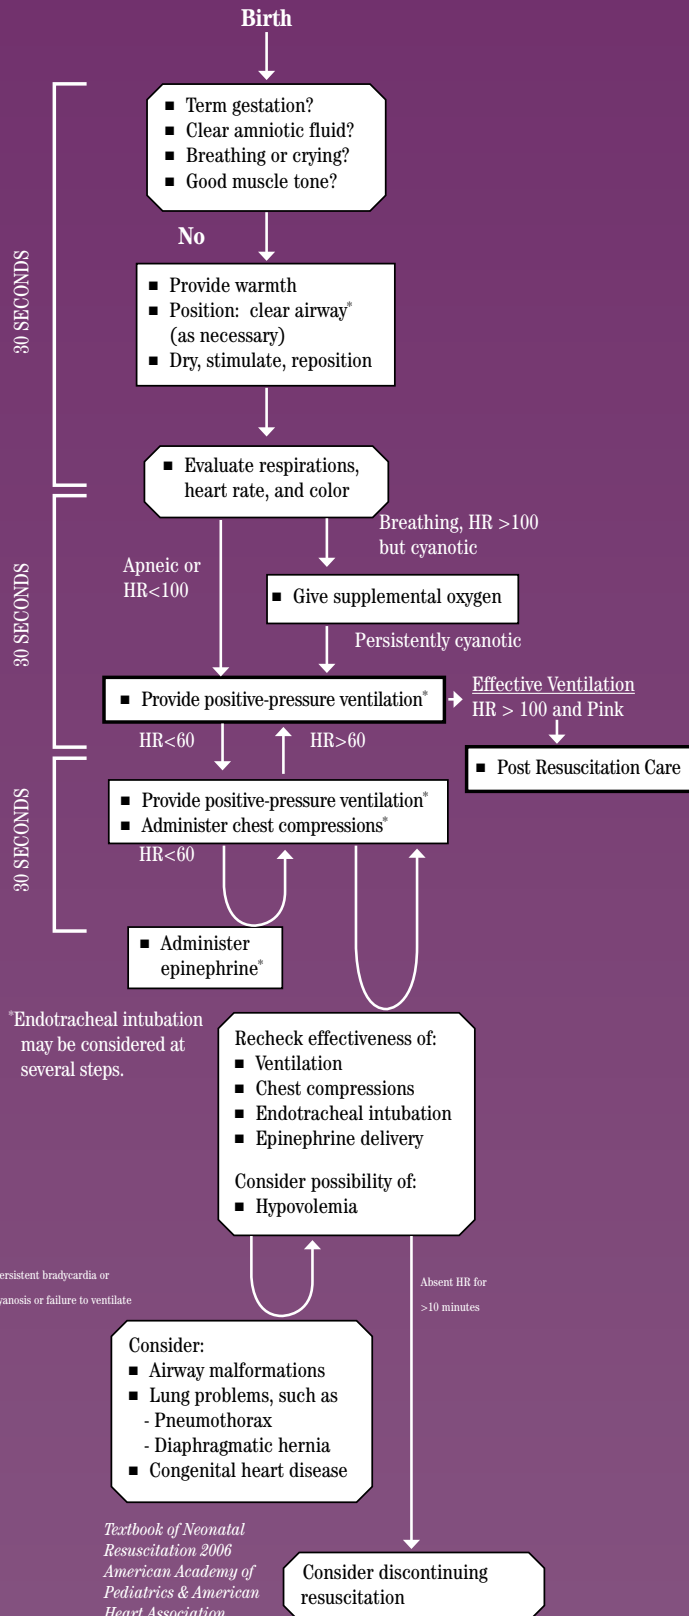 Birth
■ Term gestation?
■ Clear amniotic fluid?
■ Breathing or crying?
■ Good muscle tone?
No
■ Provide warmth
■ Position: clear airway*
(as necessary)
■ Dry, stimulate, reposition
30 SECONDS
■ Evaluate respirations,
heart rate, and color
Breathing, HR >100
but cyanotic
Apneic or
HR<100
■ Give supplemental oxygen
30 SECONDS
Persistently cyanotic
■ Provide positive-pressure ventilation*
Effective Ventilation
HR > 100 and Pink
HR<60
HR>60
■ Post Resuscitation Care
■ Provide positive-pressure ventilation*
■ Administer chest compressions*
30 SECONDS
HR<60
■ Administer
epinephrine*
*Endotracheal intubation
may be considered at
several steps.
Recheck effectiveness of:
■ Ventilation
■ Chest compressions
■ Endotracheal intubation
■ Epinephrine delivery
Consider possibility of:
■ Hypovolemia
ersistent bradycardia or
yanosis or failure to ventilate
Absent HR for
>10 minutes
Consider:
■ Airway malformations
■ Lung problems, such as
- Pneumothorax
- Diaphragmatic hernia
■ Congenital heart disease
Textbook of Neonatal
Resuscitation 2006
American Academy of
Pediatrics & American
Heart Association
Consider discontinuing
resuscitation